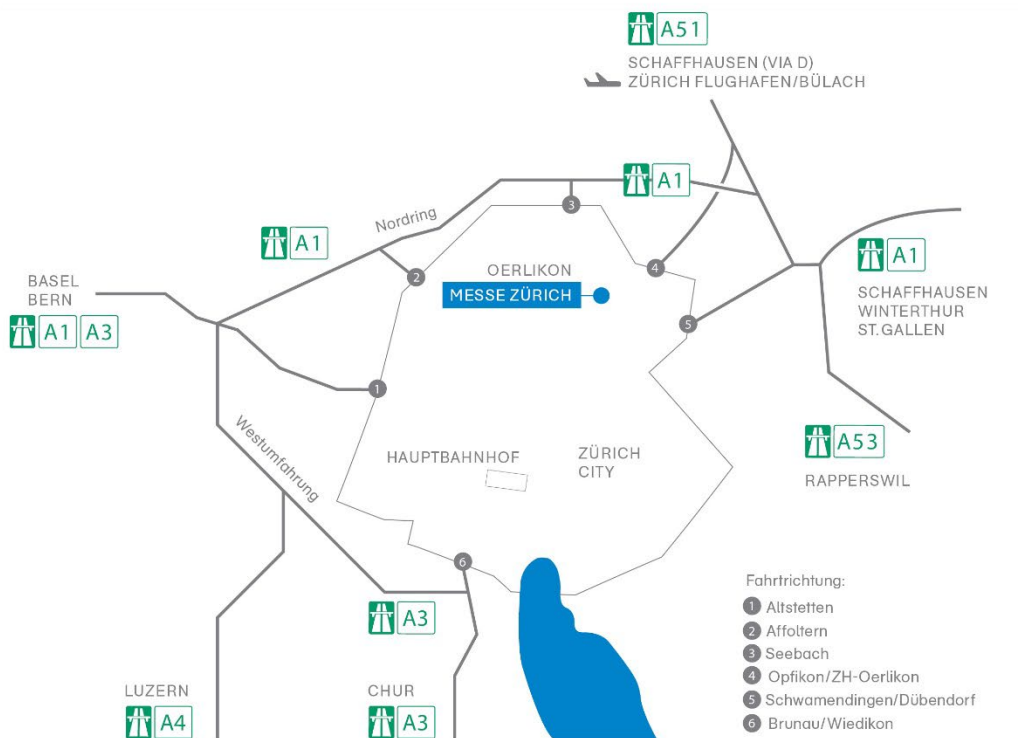 A51
SCHAFFHAUSEN (VIA D)
ZÜRICH FLUGHAFEN/BÜLACH
A1
3
Nordring
A1
2
4
OERLIKON
MESSE ZÜRICH
A1
SCHAFFHAUSEN
WINTERTHUR
ST.GALLEN
BASEL
BERN
A1 A3
5
1
Westumfahrung
HAUPTBAHNHOF
ZÜRICH
CITY
A53
RAPPERSWIL
6
A3
LUZERN
A4
CHUR
A3
Fahrtrichtung:
1 Altstetten
2 Affoltern
3 Seebach
4 Opfikon/ZH-Oerlikon
5 Schwamendingen/Dübendorf
6 Brunau/Wiedikon